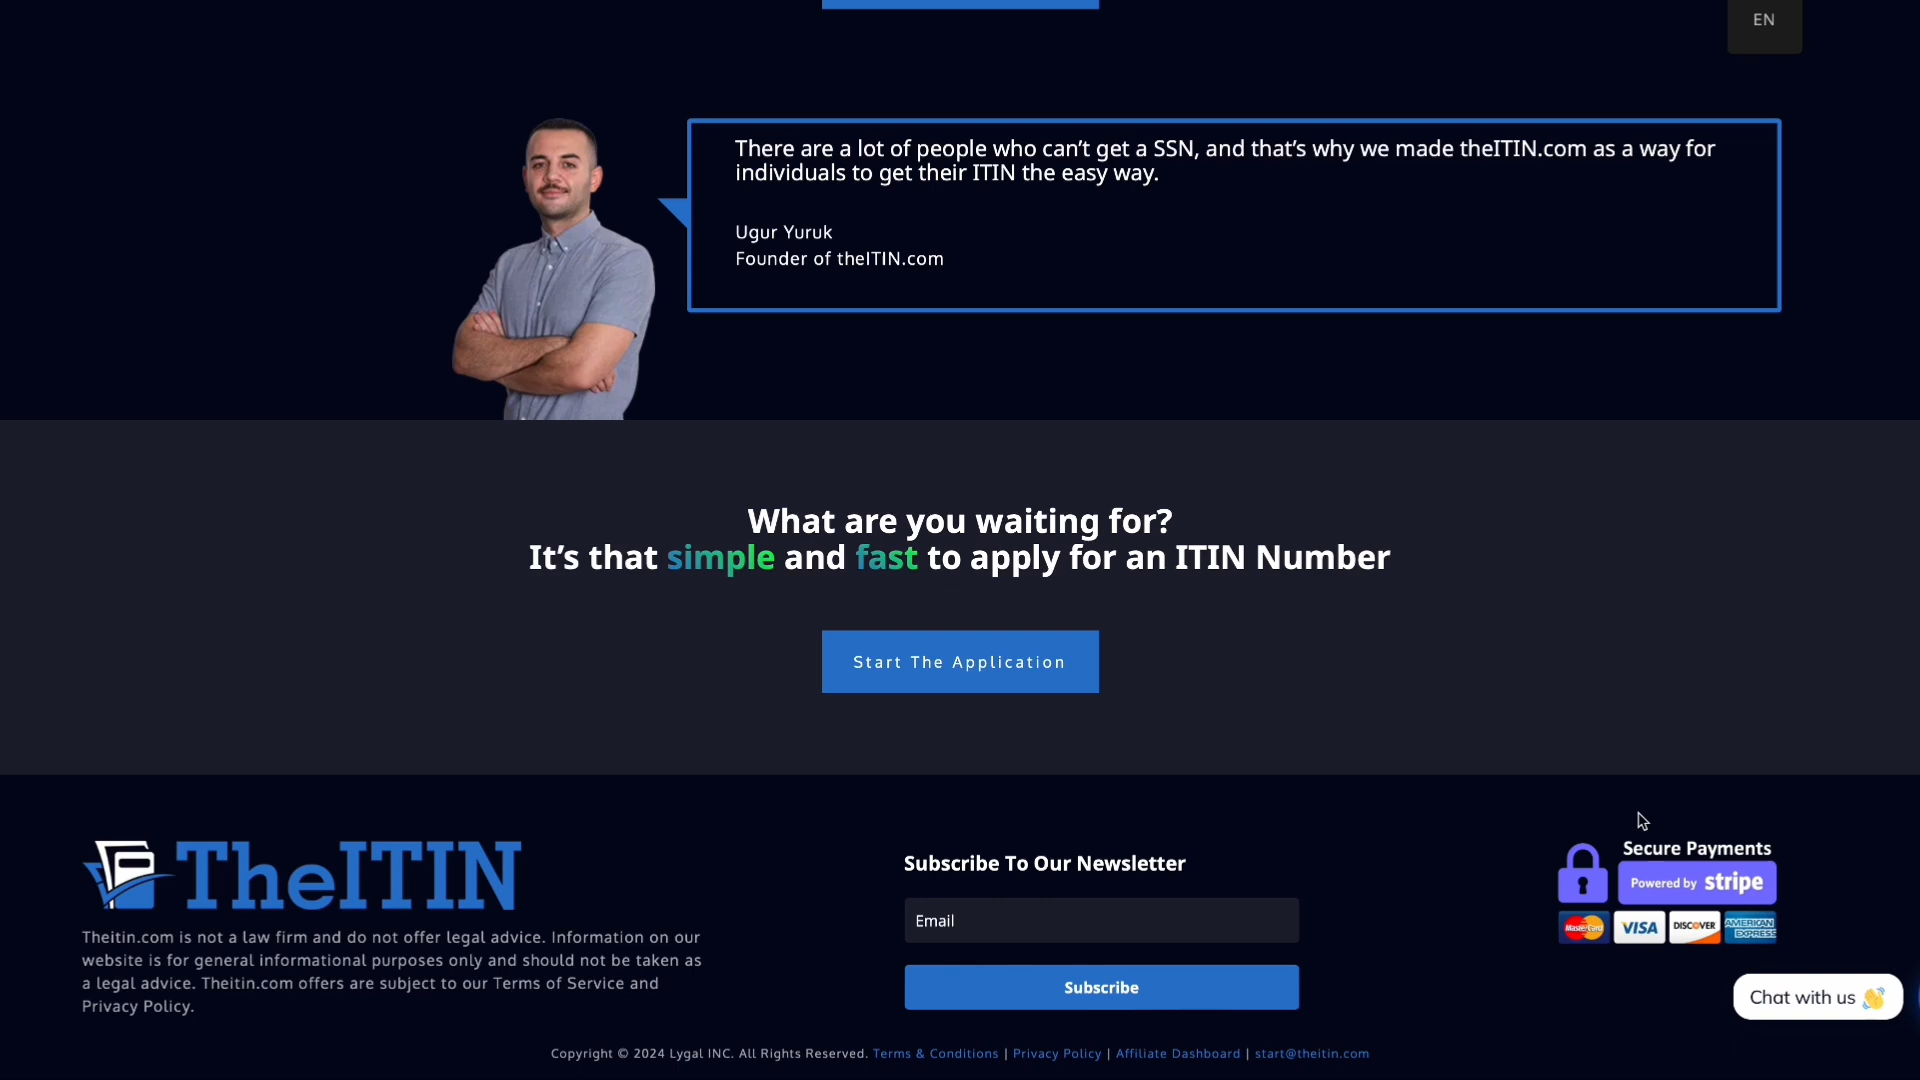 EN
There are a lot of people who can’t get a SSN, and that’s why we made theITIN.com as a way for
individuals to get their ITIN the easy way.
Ugur Yuruk
Founder of theITIN.com
What are you waiting for?
It’s that simple and fast to apply for an ITIN Number
Start The Application
TheITIN
Theitin.com is not a law firm and do not offer legal advice. Information on our
website is for general informational purposes only and should not be taken as
a legal advice. Theitin.com offers are subject to our Terms of Service and
Privacy Policy.
Subscribe To Our Newsletter
Email
Subscribe
Secure Payments
Powered by stripe
MasterCard VISA DISCOVER AMERICAN EXPRESS
Chat with us 👋
Copyright © 2024 Lygal INC. All Rights Reserved. Terms & Conditions | Privacy Policy | Affiliate Dashboard | start@theitin.com